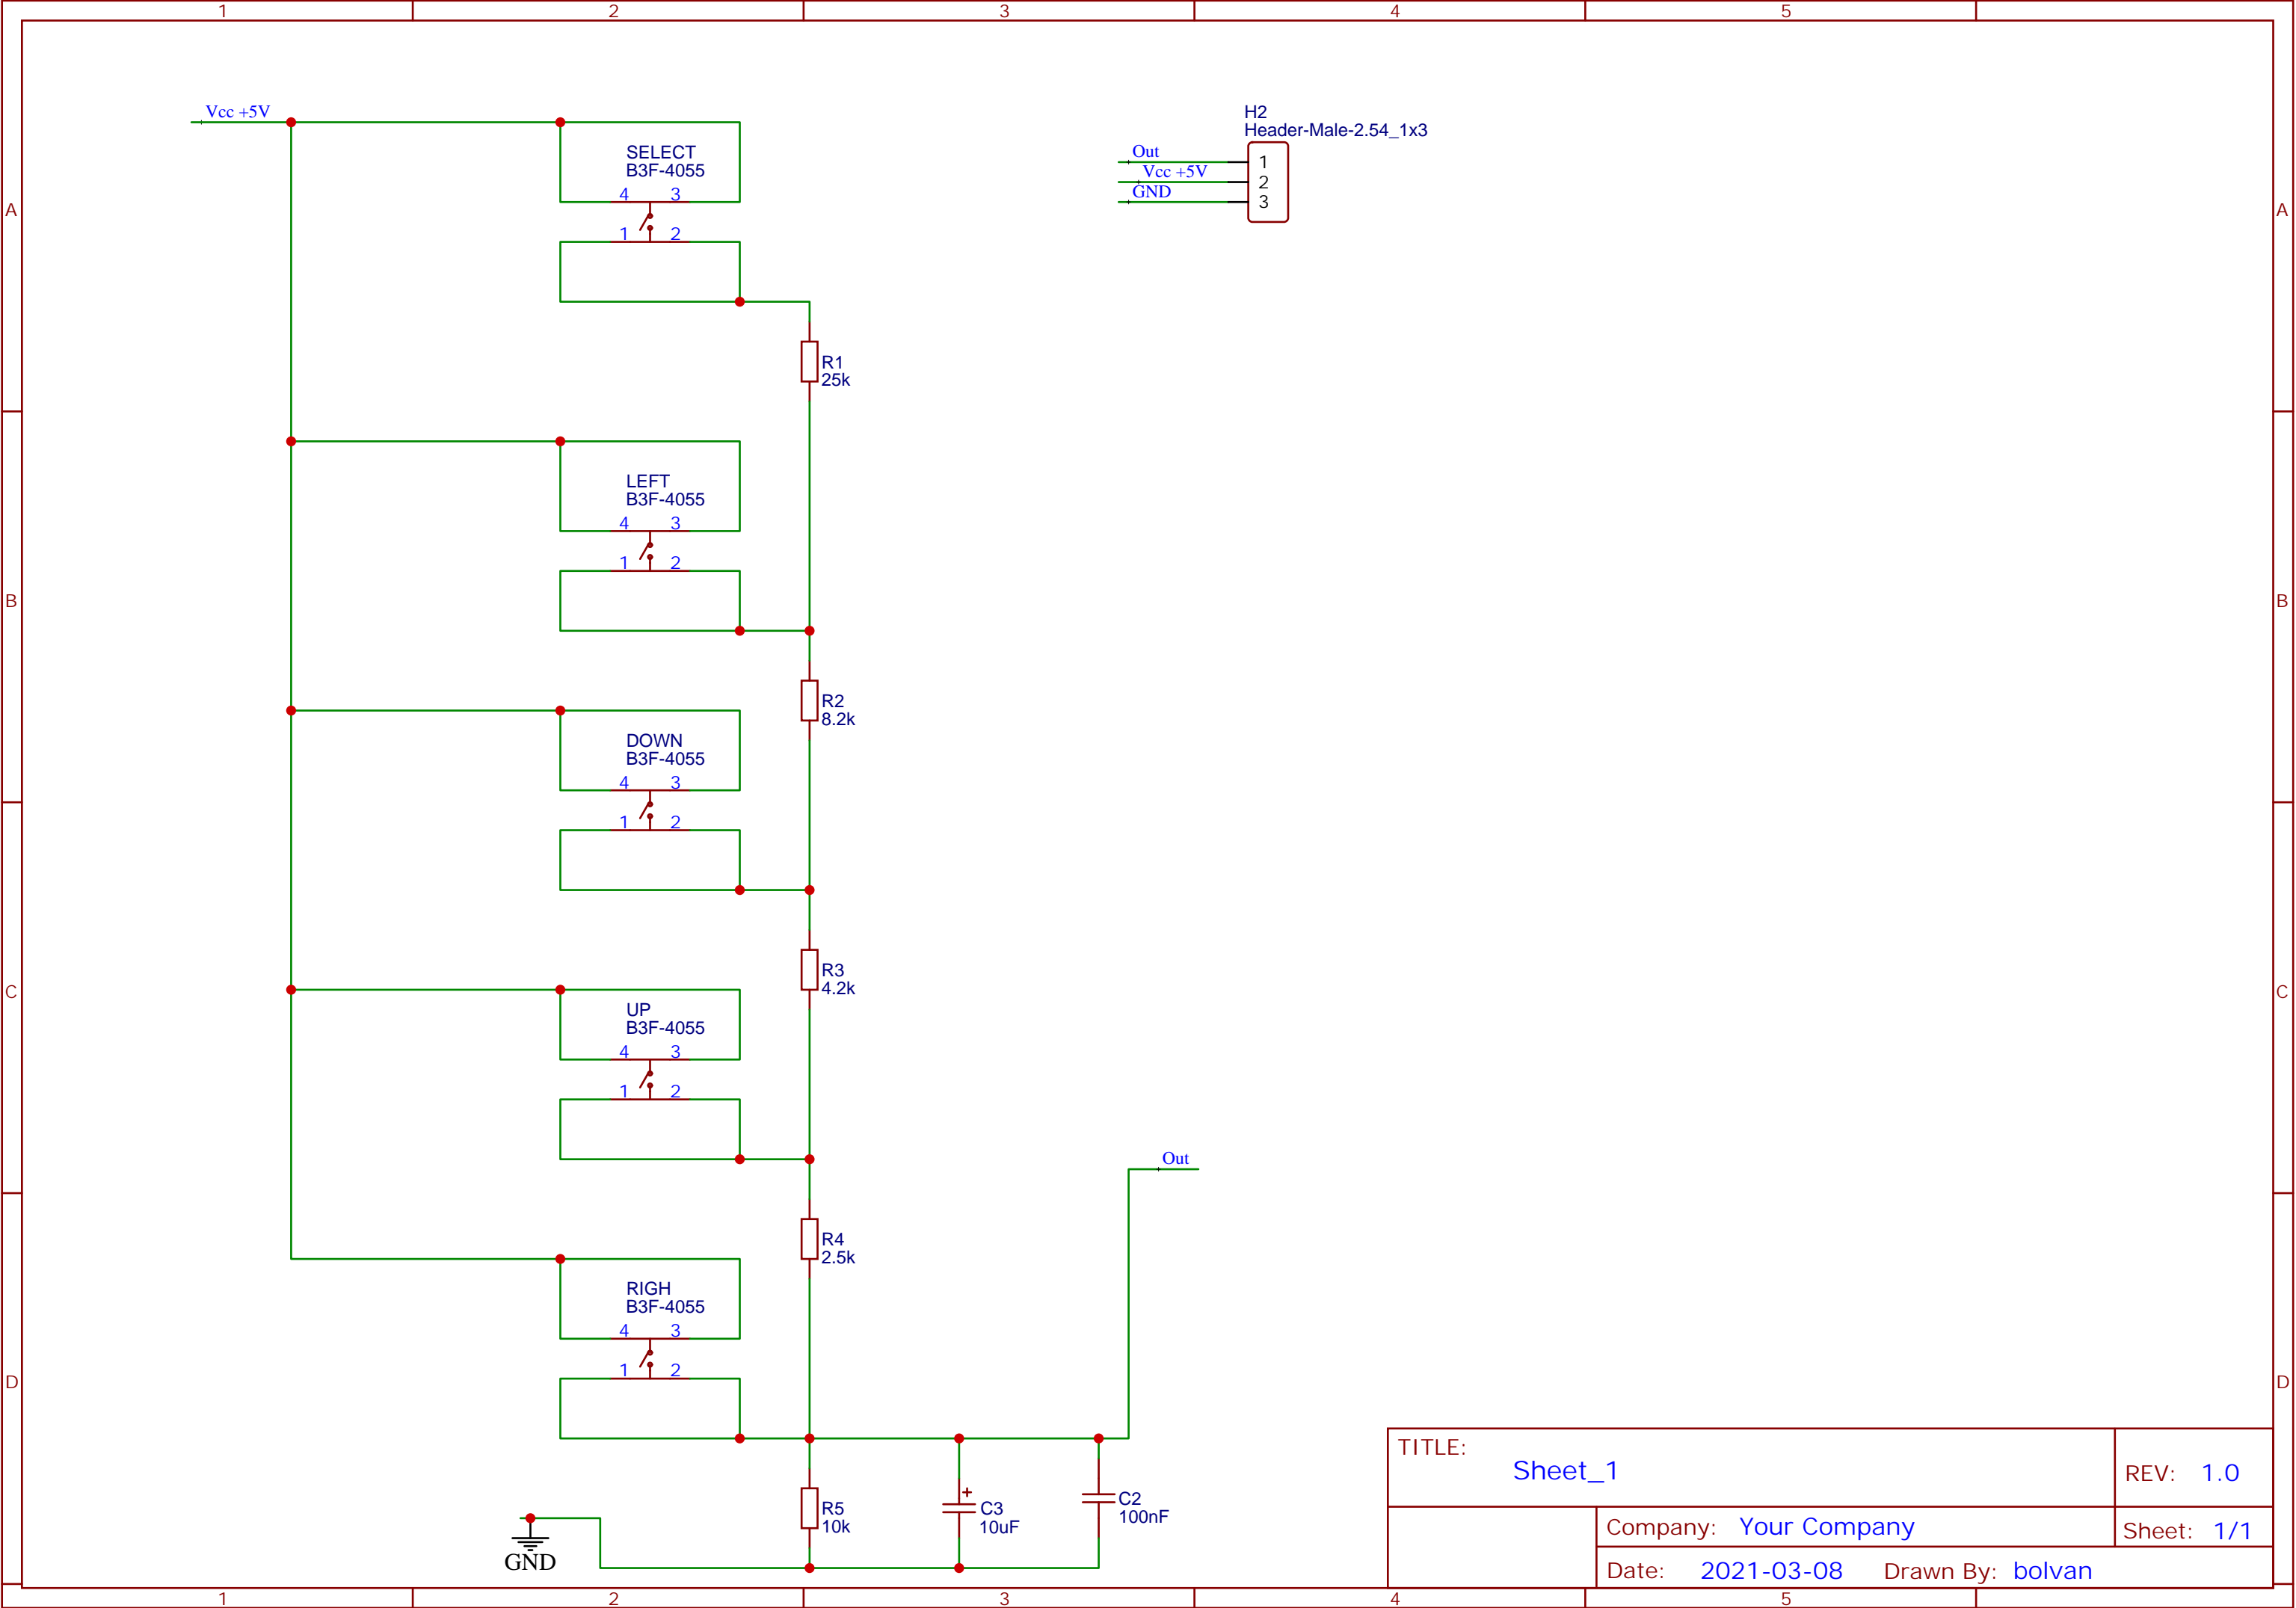 1 2 3 4 5
Vcc +5V
SELECT
B3F-4055
4 3
1 2
H2
Header-Male-2.54_1x3
Out
1
Vcc +5V
2
GND
3
A A
R1
25k
LEFT
B3F-4055
4 3
1 2
B B
R2
8.2k
DOWN
B3F-4055
4 3
1 2
R3
4.2k
C C
UP
B3F-4055
4 3
1 2
Out
R4
2.5k
RIGH
B3F-4055
4 3
1 2
D D
R5
10k
+
C3
10uF
C2
100nF
GND
TITLE:
Sheet_1
REV: 1.0
Company: Your Company
Sheet: 1/1
Date: 2021-03-08 Drawn By: bolvan
1 2 3 4 5